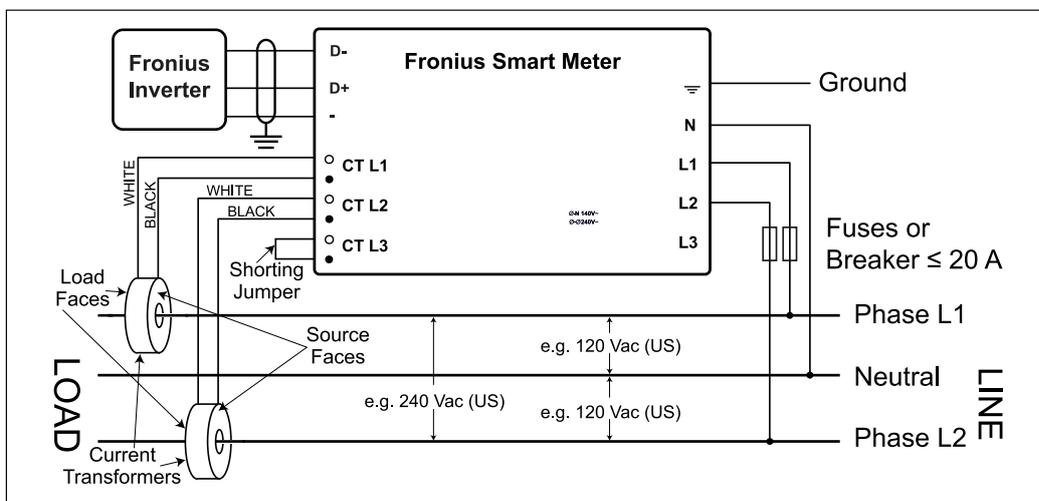 Fronius
Inverter
D-
D+
-
Fronius Smart Meter
Ground
N
L1
L2
L3
CT L1
CT L2
CT L3
WHITE
BLACK
WHITE
BLACK
Ø-N 140V~
Ø-Ø240V~
Shorting
Jumper
Fuses or
Breaker ≤ 20 A
Load
Faces
Source
Faces
Phase L1
e.g. 120 Vac (US)
Neutral
e.g. 240 Vac (US)
e.g. 120 Vac (US)
Phase L2
LOAD
LINE
Current
Transformers